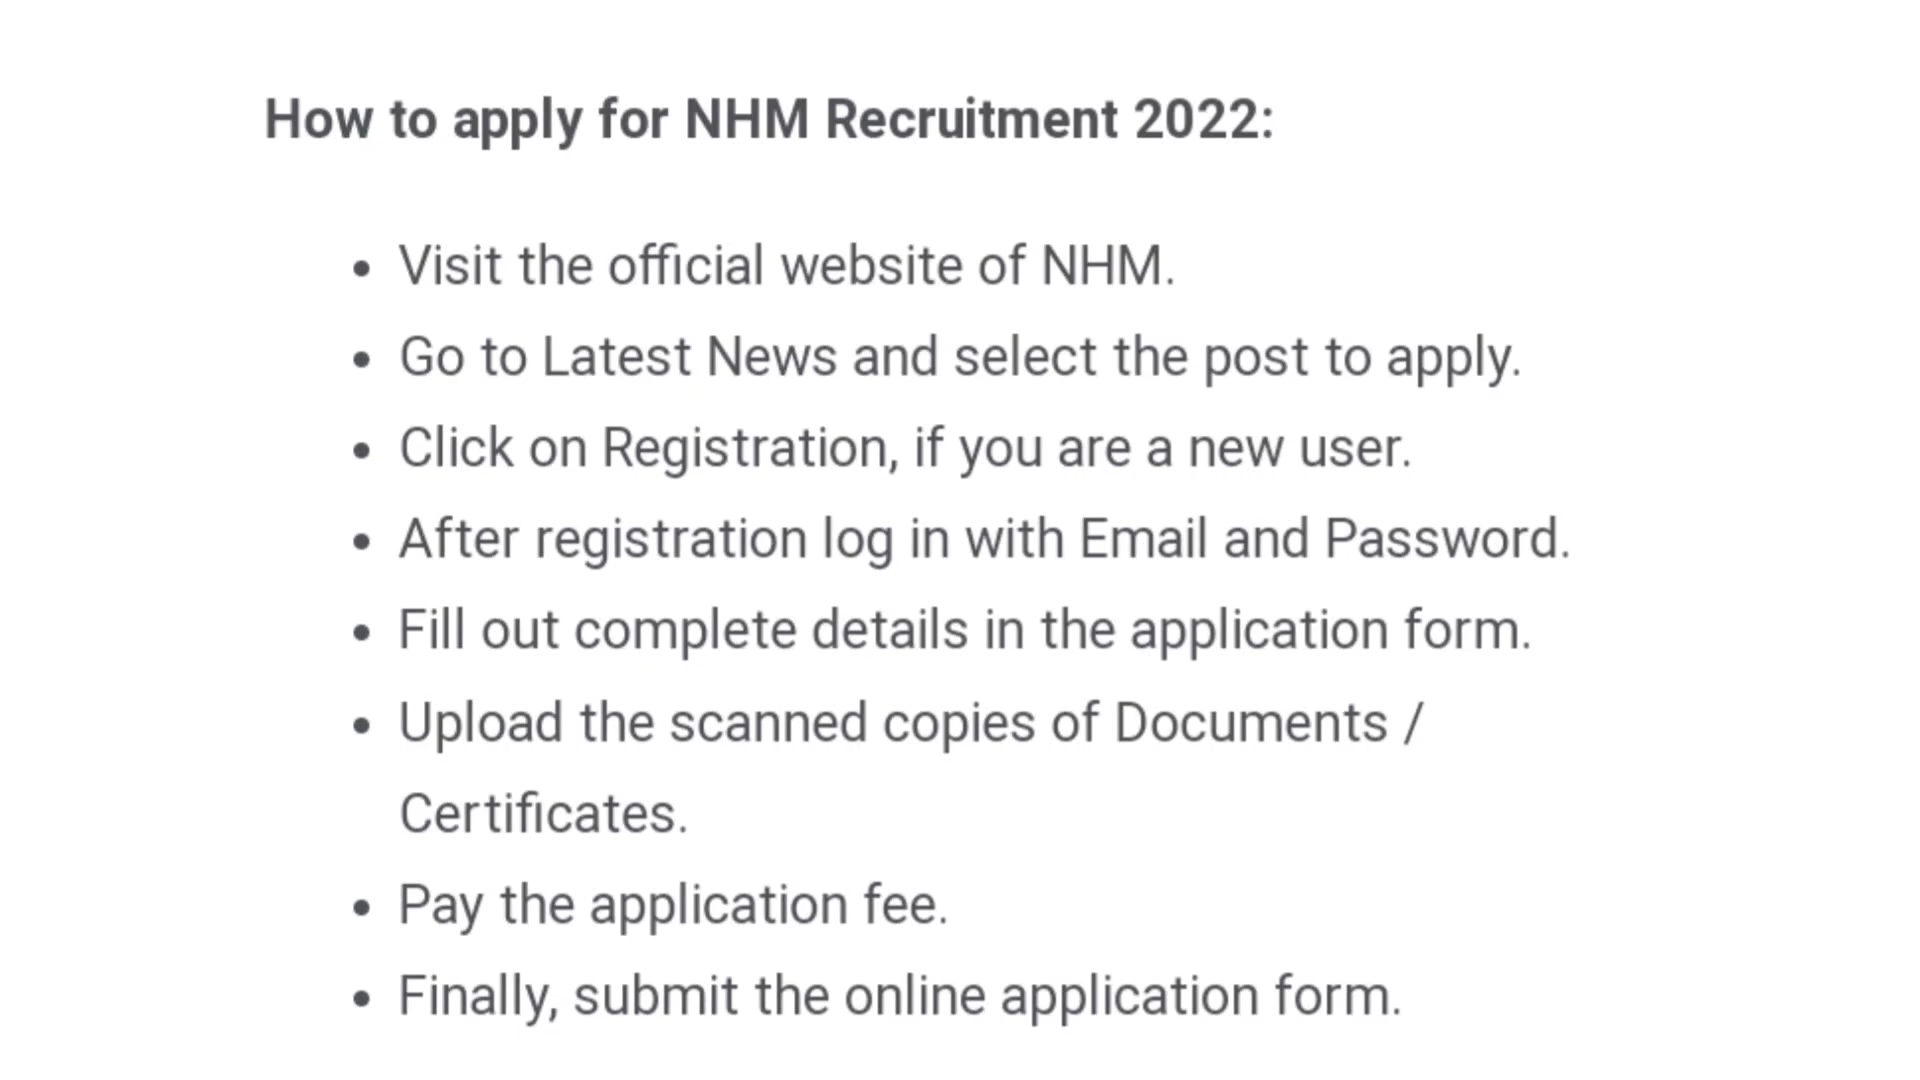 How to apply for NHM Recruitment 2022:
• Visit the official website of NHM.
• Go to Latest News and select the post to apply.
• Click on Registration, if you are a new user.
• After registration log in with Email and Password.
• Fill out complete details in the application form.
• Upload the scanned copies of Documents /
Certificates.
• Pay the application fee.
• Finally, submit the online application form.